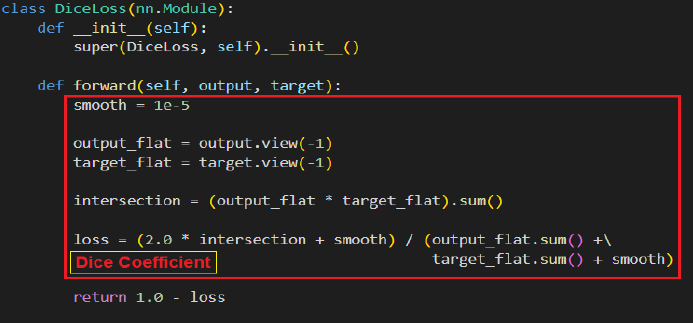 class DiceLoss(nn.Module):
    def __init__(self):
        super(DiceLoss, self).__init__()
    def forward(self, output, target):
        smooth = 1e-5
        output_flat = output.view(-1)
        target_flat = target.view(-1)
        intersection = (output_flat * target_flat).sum()
        loss = (2.0 * intersection + smooth) / (output_flat.sum() +\
Dice Coefficient target_flat.sum() + smooth)
        return 1.0 - loss